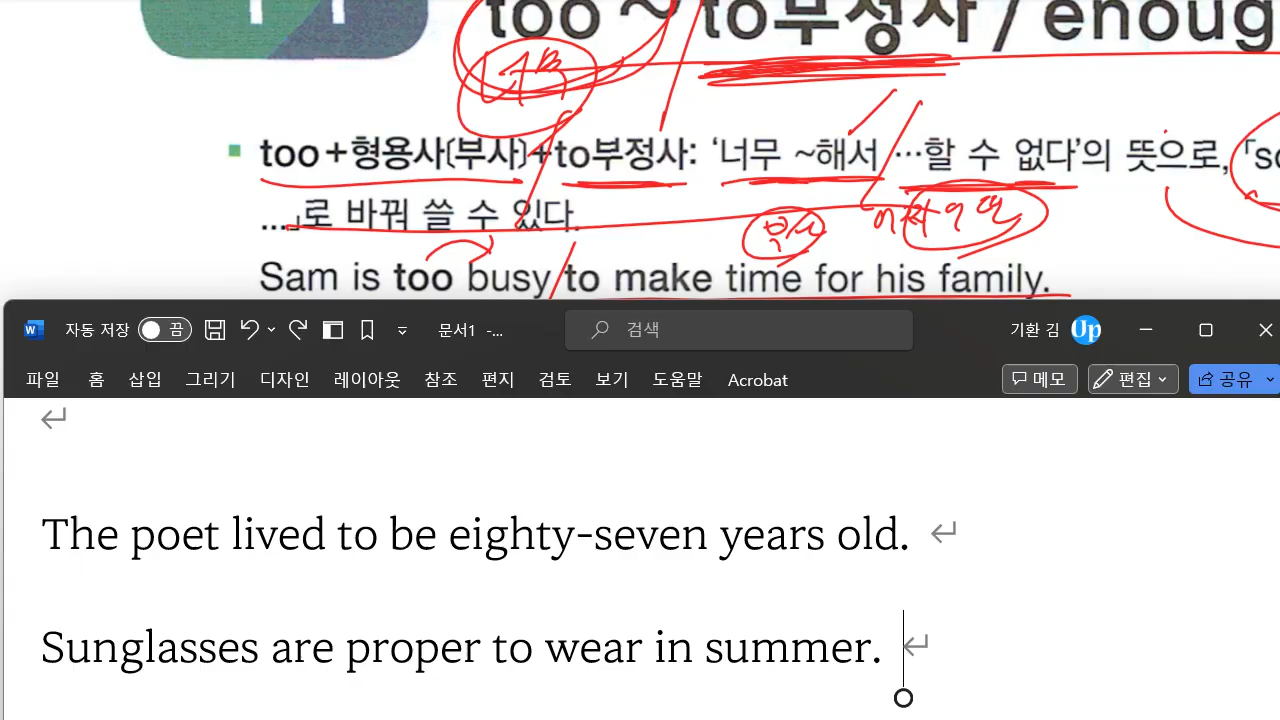 too ~ to부정사 / enoug
너무
too+형용사(부사)+to부정사: ‘너무 ~해서 …할 수 없다’의 뜻으로, 「so
…」로 바꿔 쓸 수 있다.
부사
Sam is too busy to make time for his family.
자동 저장 끔 문서1 -... 검색 기환 김 Up
파일 홈 삽입 그리기 디자인 레이아웃 참조 편지 검토 보기 도움말 Acrobat 메모 편집 공유
The poet lived to be eighty-seven years old.
Sunglasses are proper to wear in summer.